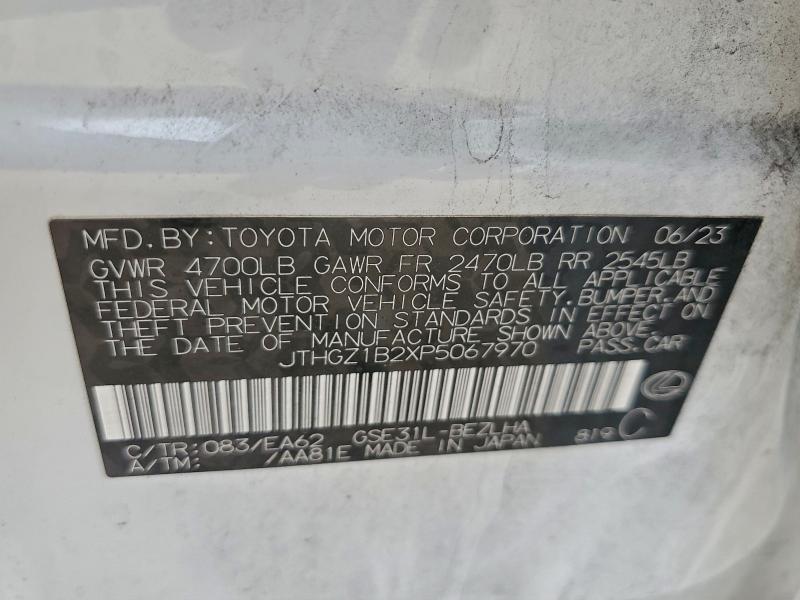 MFD. BY: TOYOTA MOTOR CORPORATION 06/23
GVWR 4700LB GAWR FR 2470LB RR 2545LB
THIS VEHICLE CONFORMS TO ALL APPLICABLE
FEDERAL MOTOR VEHICLE SAFETY, BUMPER, AND
THEFT PREVENTION STANDARDS IN EFFECT ON
THE DATE OF MANUFACTURE SHOWN ABOVE.
JTHGZ1B2XP5067970 PASS.CAR
C/TR: 083/EA62 GSE31L-BEZLHA 819 C
A/TM: /AA81E MADE IN JAPAN